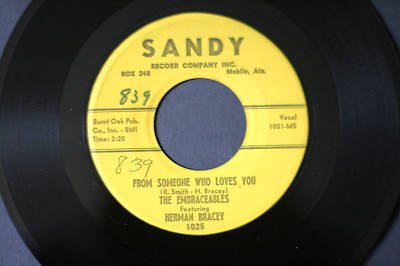 SANDY
RECORD COMPANY INC.
BOX 248 Mobile, Ala.
839
Burnt Oak Pub. Co., Inc. - BMI
Time: 2:20
Vocal
1051-MS
839
FROM SOMEONE WHO LOVES YOU
(R. Smith - H. Bracey)
THE EMBRACEABLES
Featuring
HERMAN BRACEY
1025